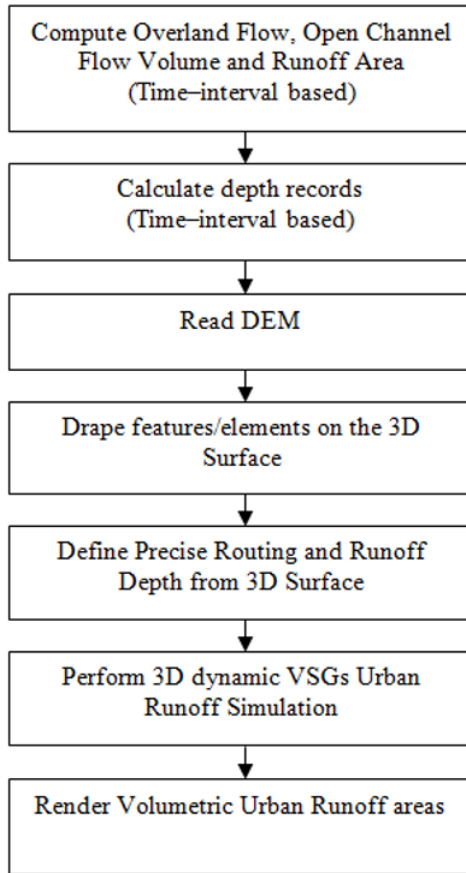 Compute Overland Flow, Open Channel
Flow Volume and Runoff Area
(Time–interval based)
Calculate depth records
(Time–interval based)
Read DEM
Drape features/elements on the 3D
Surface
Define Precise Routing and Runoff
Depth from 3D Surface
Perform 3D dynamic VSGs Urban
Runoff Simulation
Render Volumetric Urban Runoff areas